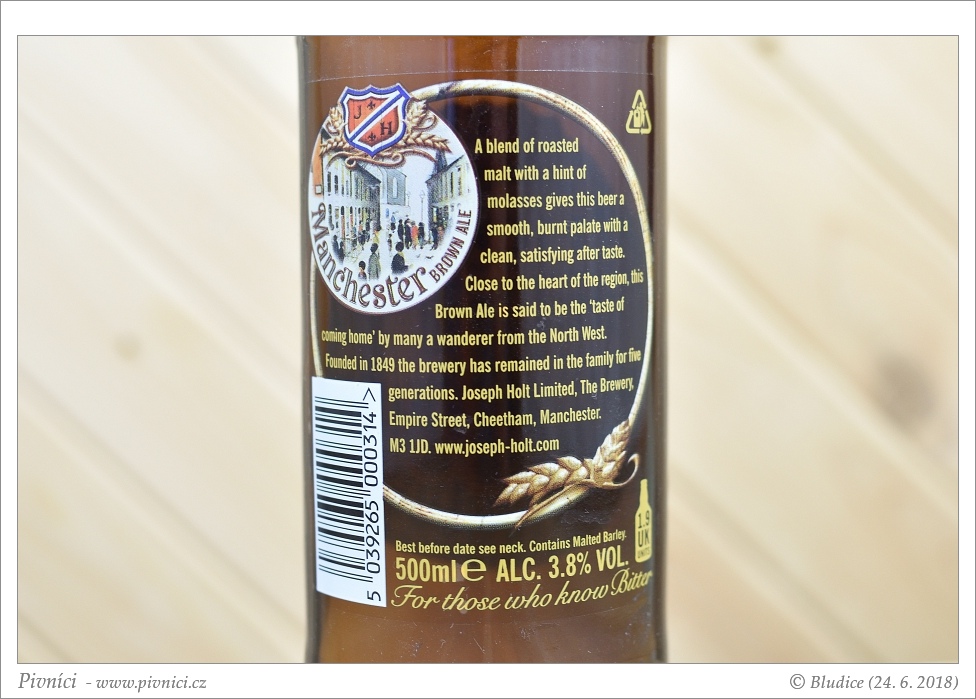 J
H
Manchester
BROWN ALE
A blend of roasted
malt with a hint of
molasses gives this beer a
smooth, burnt palate with a
clean, satisfying after taste.
Close to the heart of the region, this
Brown Ale is said to be the 'taste of
coming home' by many a wanderer from the North West.
Founded in 1849 the brewery has remained in the family for five
generations. Joseph Holt Limited, The Brewery,
Empire Street, Cheetham, Manchester.
M3 1JD. www.joseph-holt.com
5 039265 000314 >
1.9
UK
UNITS
Best before date see neck. Contains Malted Barley.
500ml e ALC. 3.8% VOL.
For those who know Bitter
Pivníci - www.pivnici.cz
© Bludice (24. 6. 2018)